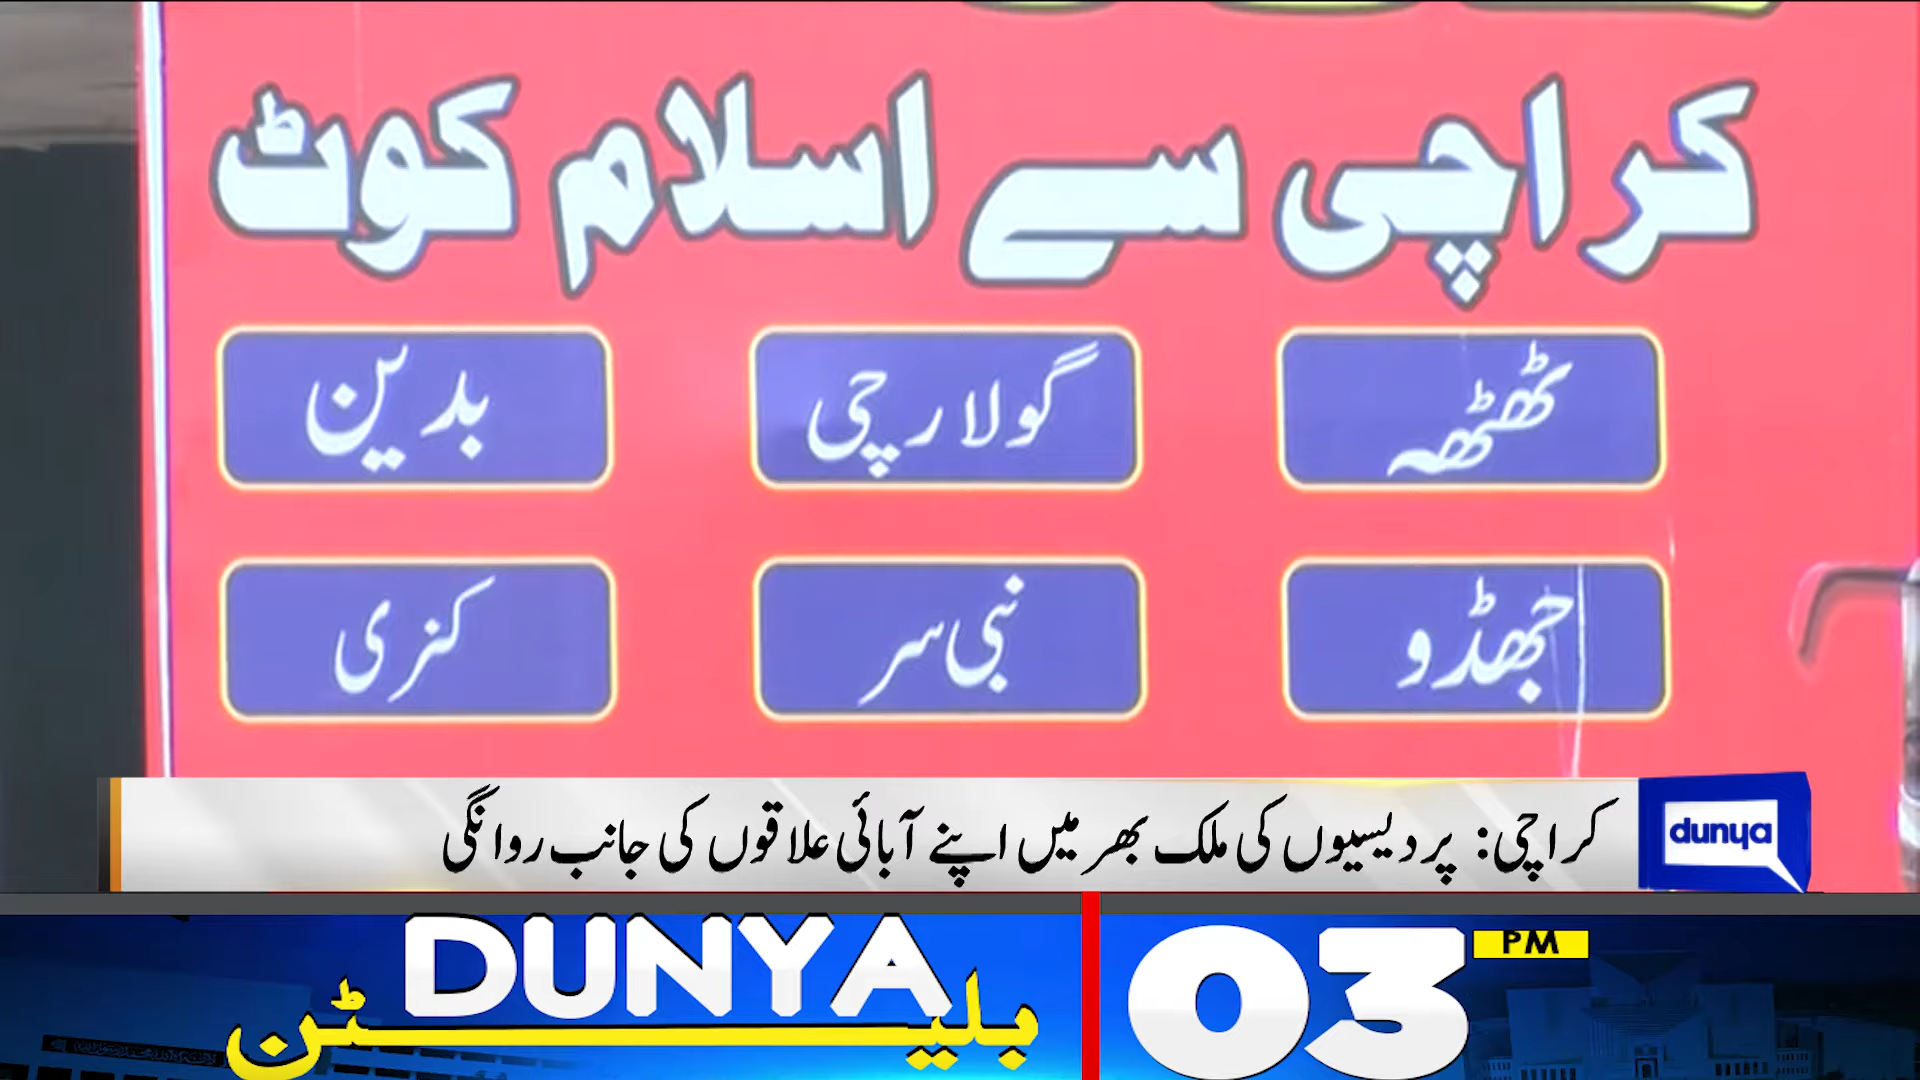 کراچی سے اسلام کوٹ
ٹھٹھہ گولارچی بدین
جھڈو نبی سر کنری
کراچی: پردیسیوں کی ملک بھر میں اپنے آبائی علاقوں کی جانب روانگی
dunya
DUNYA
بلیٹن
03 PM